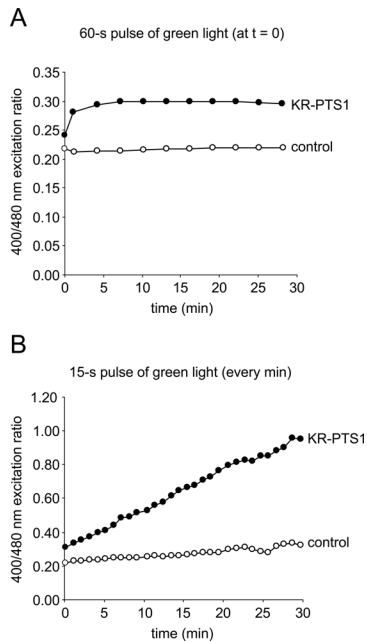 A
60-s pulse of green light (at t = 0)
0.35
0.30
0.25
0.20
0.15
0.10
0.05
0.00
400/480 nm excitation ratio
KR-PTS1
control
0 5 10 15 20 25 30
time (min)
B
15-s pulse of green light (every min)
1.20
1.00
0.80
0.60
0.40
0.20
0.00
400/480 nm excitation ratio
KR-PTS1
control
0 5 10 15 20 25 30
time (min)